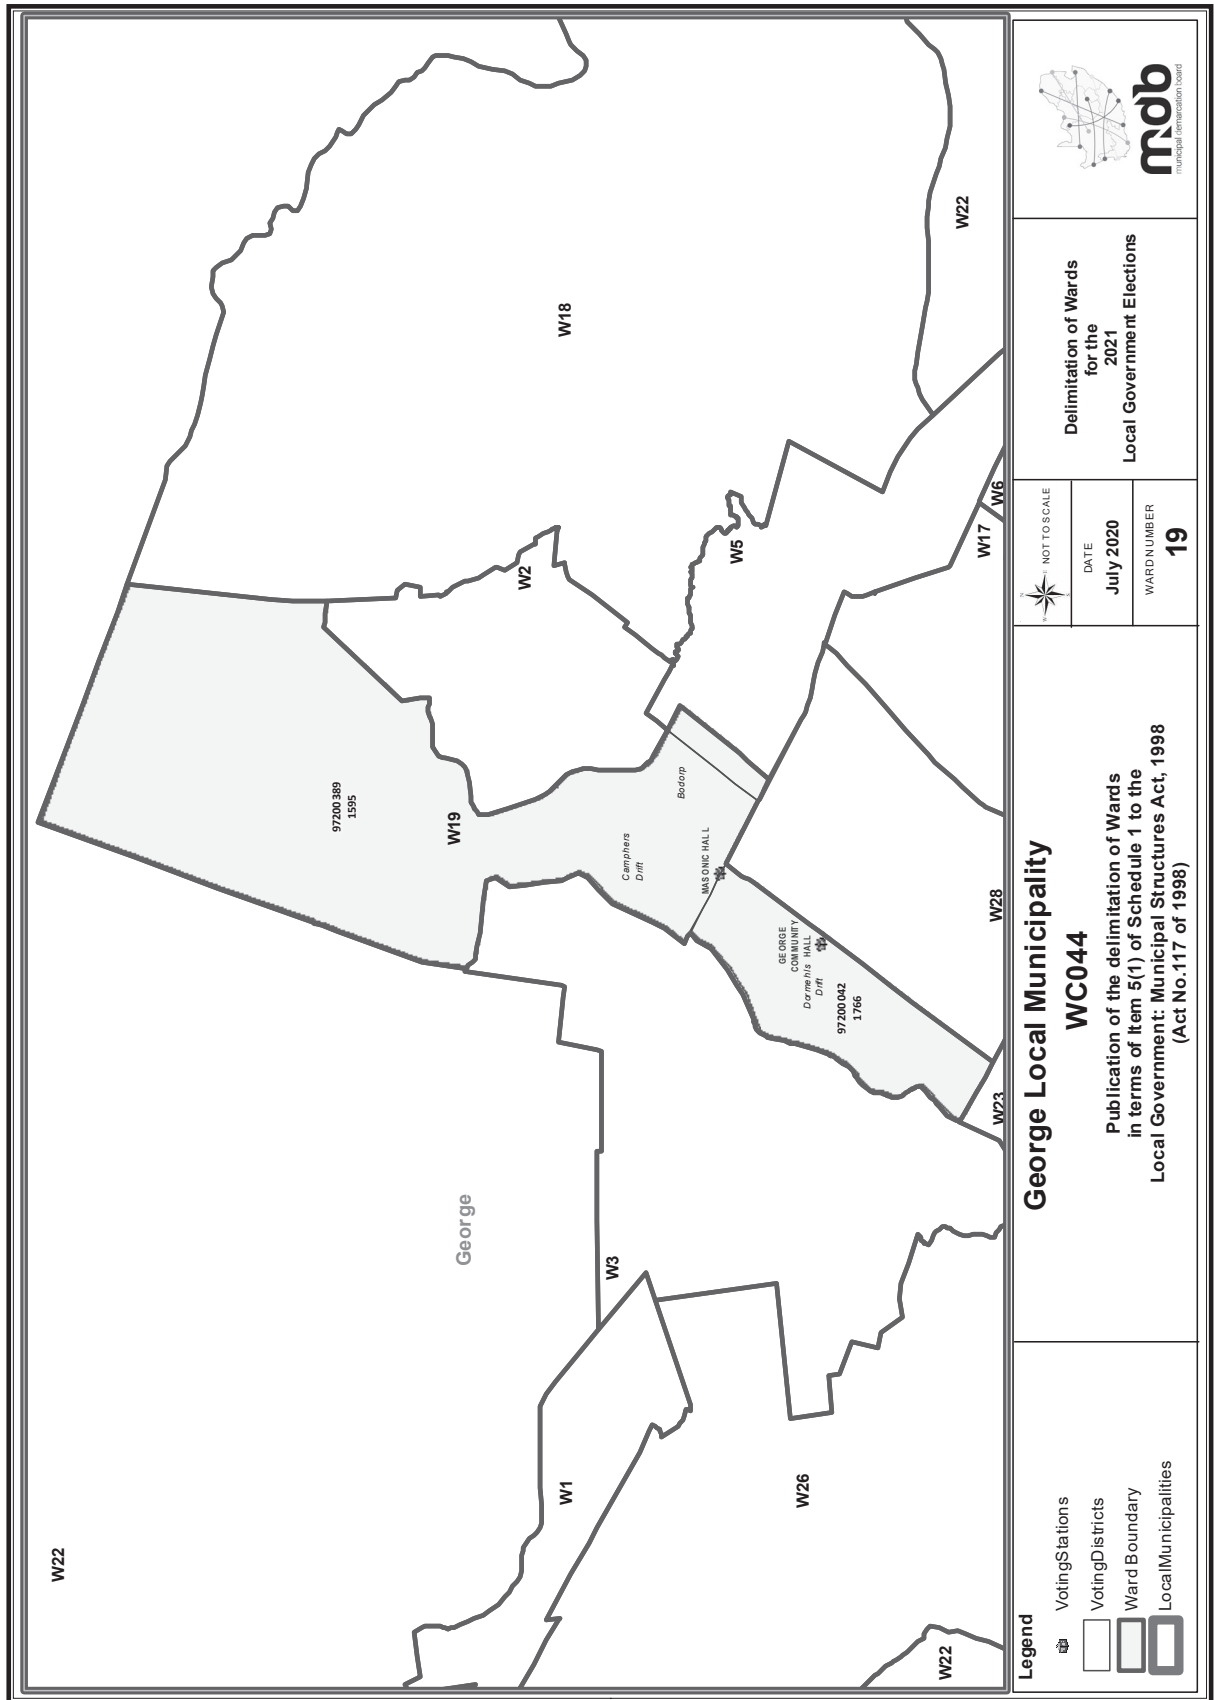 W22
George
W1
W3
W26
W22
W18
W2
W5
W22
W6
W17
W28
W23
W19
97200389
1595
Camphers
Drift
Bodorp
MASONIC HALL
GEORGE
COMMUNITY
HALL
Dormehls
Drift
97200042
1766
Legend
VotingStations
VotingDistricts
Ward Boundary
LocalMunicipalities
George Local Municipality
WC044
Publication of the delimitation of Wards
in terms of Item 5(1) of Schedule 1 to the
Local Government: Municipal Structures Act, 1998
(Act No.117 of 1998)
N
W
E
S
NOT TO SCALE
DATE
July 2020
WARD NUMBER
19
Delimitation of Wards
for the
2021
Local Government Elections
mdb
municipal demarcation board